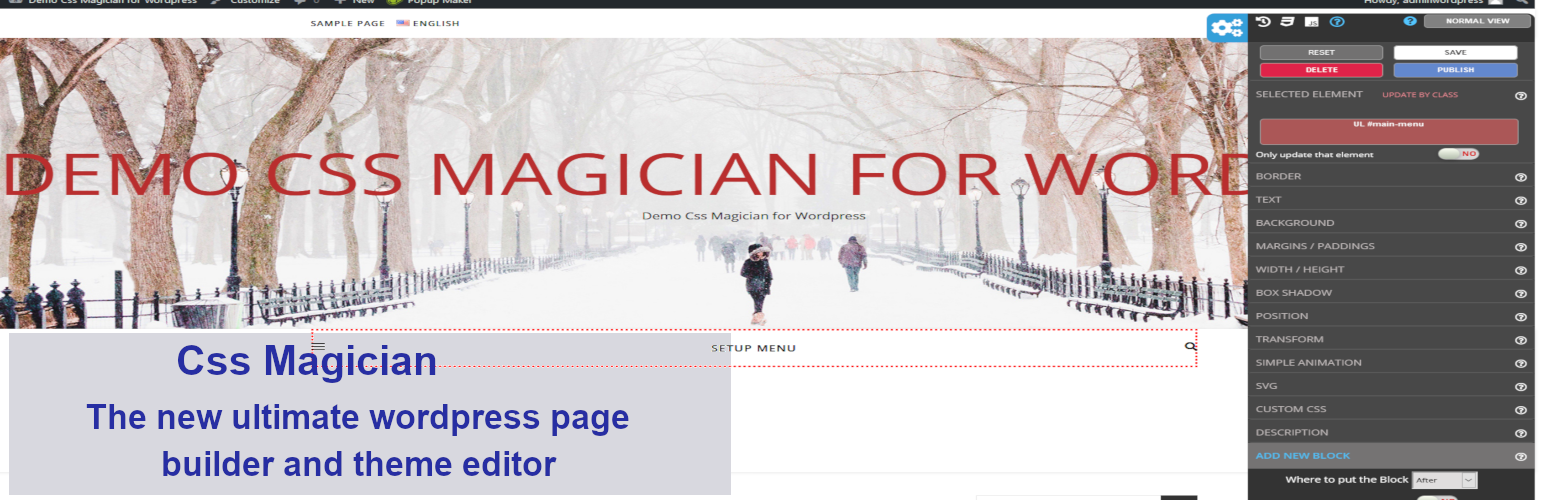 Demo Css Magician for Wordpress Customize 0 New Popup Maker
Howdy, adminwordpress
SAMPLE PAGE ENGLISH
DEMO CSS MAGICIAN FOR WORD
Demo Css Magician for Wordpress
SETUP MENU
Css Magician
The new ultimate wordpress page
builder and theme editor
JS
NORMAL VIEW
RESET SAVE
DELETE PUBLISH
SELECTED ELEMENT UPDATE BY CLASS
UL #main-menu
Only update that element NO
BORDER
TEXT
BACKGROUND
MARGINS / PADDINGS
WIDTH / HEIGHT
BOX SHADOW
POSITION
TRANSFORM
SIMPLE ANIMATION
SVG
CUSTOM CSS
DESCRIPTION
ADD NEW BLOCK
Where to put the Block After